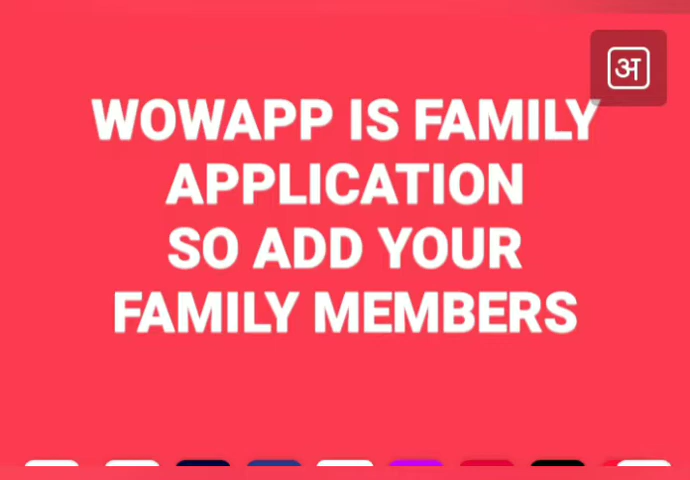 अ
WOWAPP IS FAMILY
APPLICATION
SO ADD YOUR
FAMILY MEMBERS